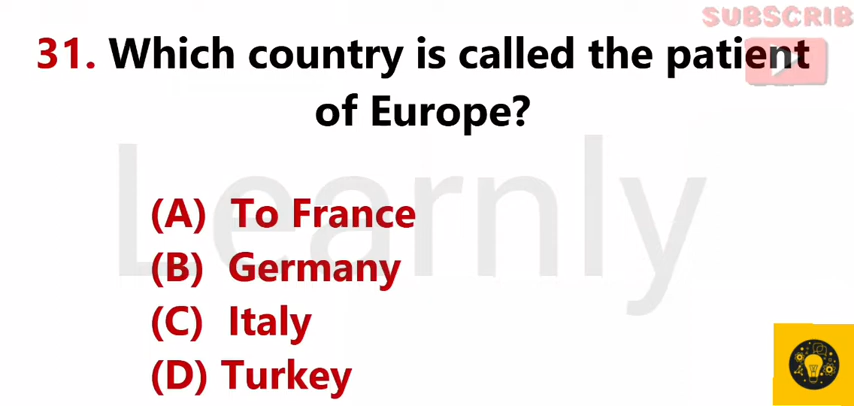 SUBSCRIB
31. Which country is called the patient
of Europe?
Learnly
(A) To France
(B) Germany
(C) Italy
(D) Turkey